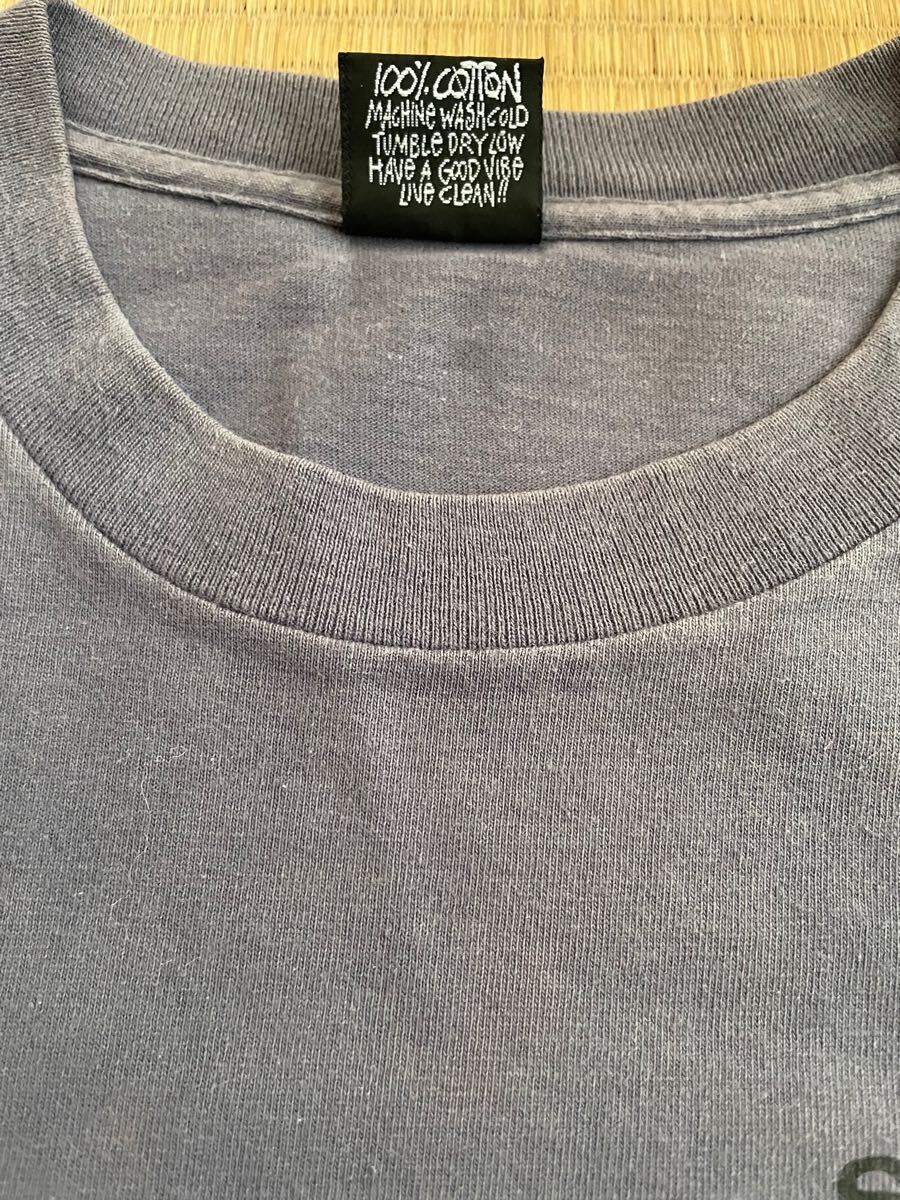 100% COTTON
MACHINE WASH COLD
TUMBLE DRY LOW
HAVE A GOOD VIBE
LIVE CLEAN!!